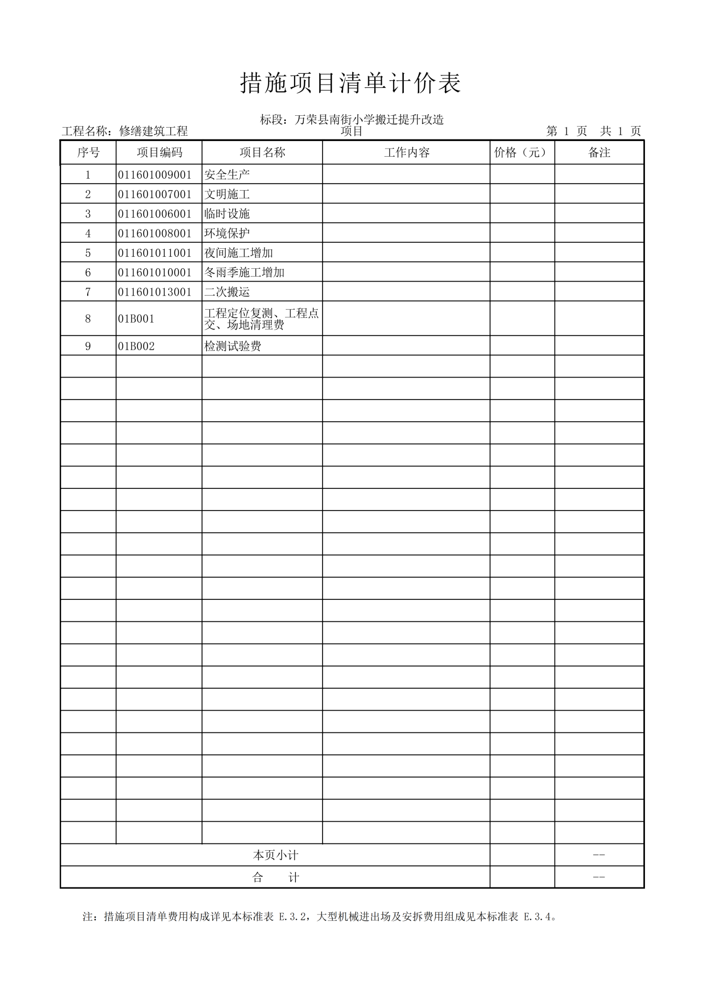 措施项目清单计价表
标段：万荣县南街小学搬迁提升改造
工程名称：修缮建筑工程 项目 第 1 页 共 1 页
序号 项目编码 项目名称 工作内容 价格（元） 备注
1 011601009001 安全生产
2 011601007001 文明施工
3 011601006001 临时设施
4 011601008001 环境保护
5 011601011001 夜间施工增加
6 011601010001 冬雨季施工增加
7 011601013001 二次搬运
8 01B001 工程定位复测、工程点
交、场地清理费
9 01B002 检测试验费
本页小计 --
合 计 --
注：措施项目清单费用构成详见本标准表 E.3.2，大型机械进出场及安拆费用组成见本标准表 E.3.4。